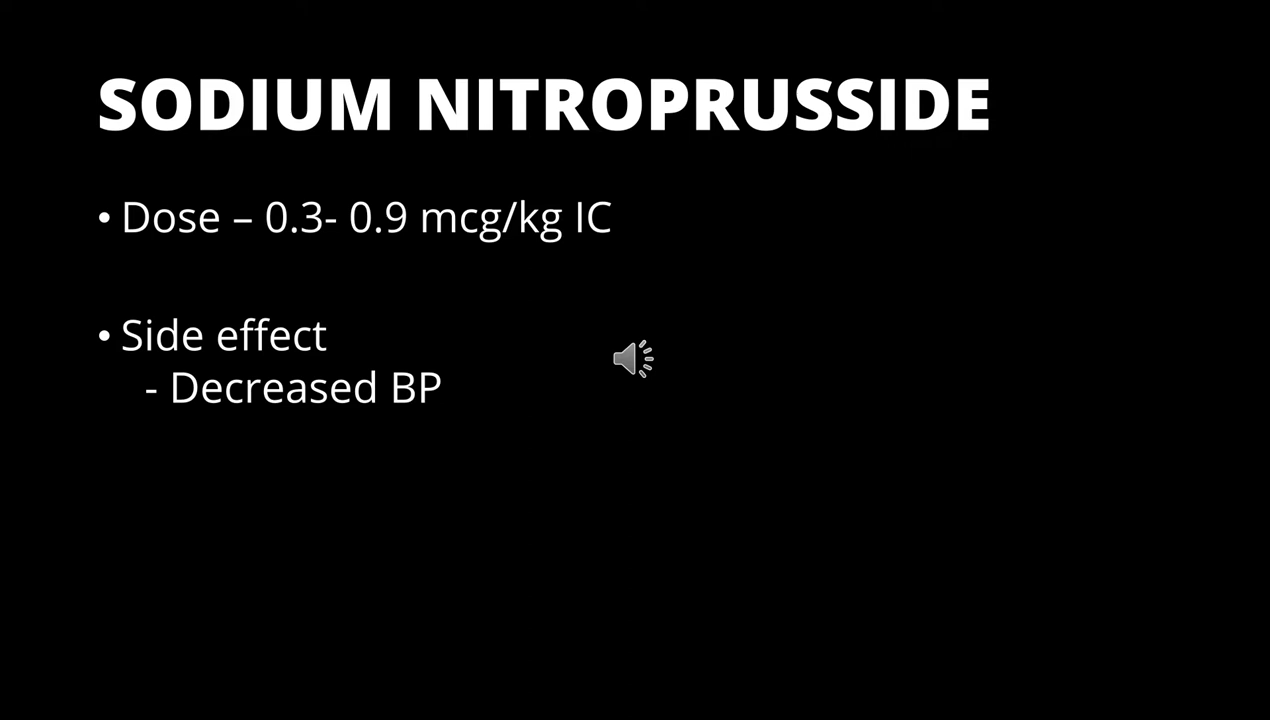 SODIUM NITROPRUSSIDE
• Dose – 0.3- 0.9 mcg/kg IC
• Side effect
- Decreased BP